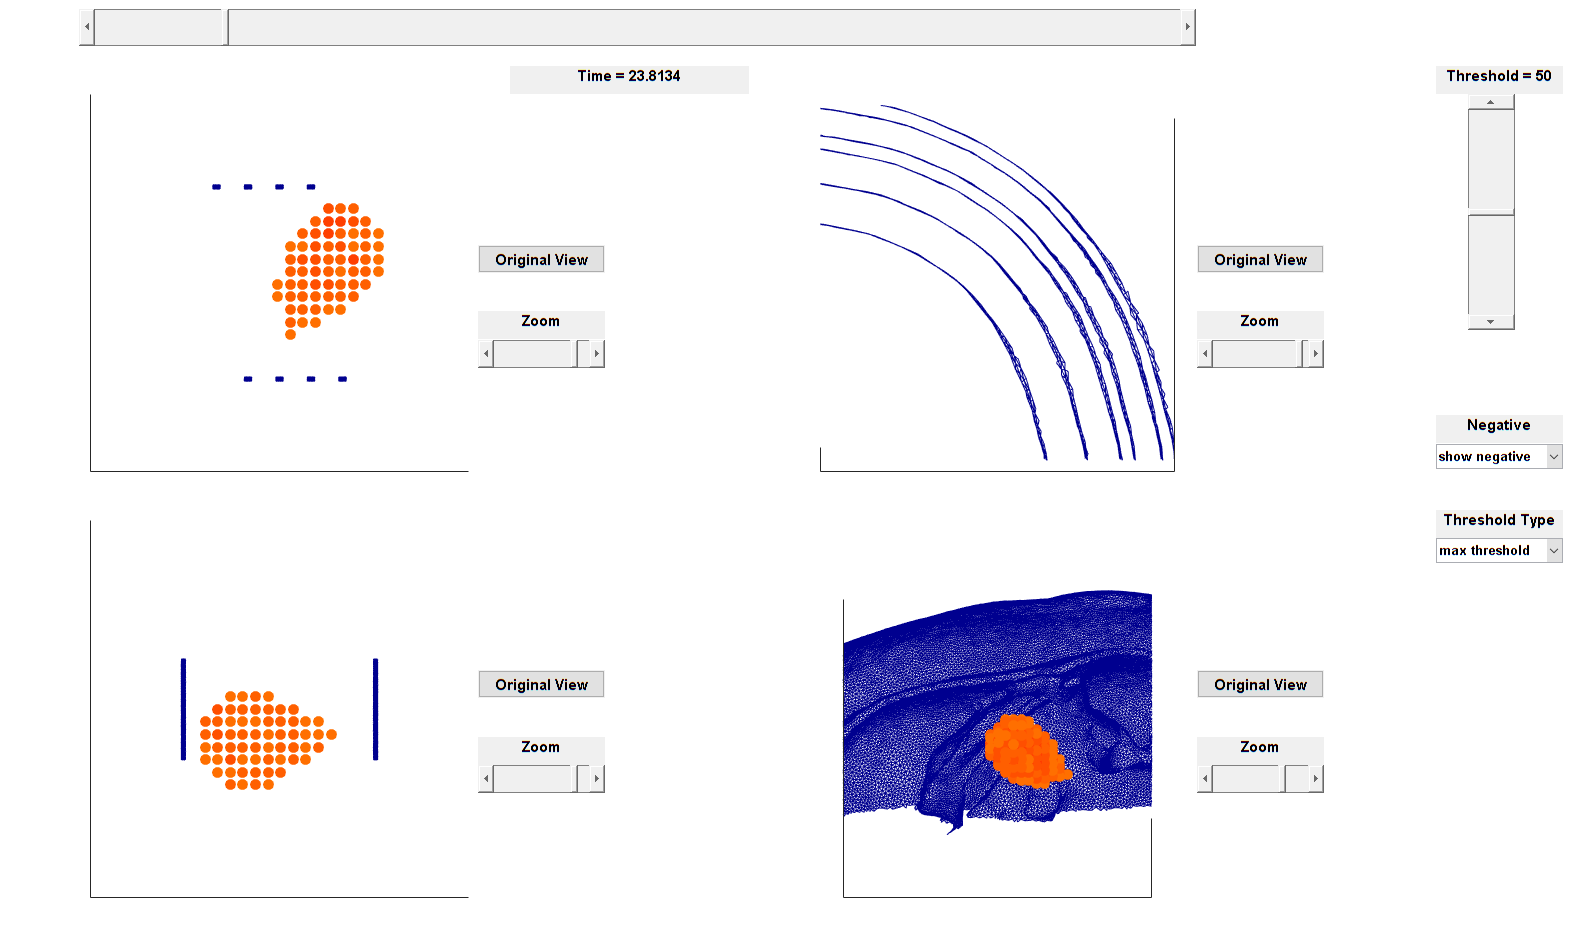 Time = 23.8134
Threshold = 50
Original View
Zoom
Original View
Zoom
Negative
show negative
Threshold Type
max threshold
Original View
Zoom
Original View
Zoom